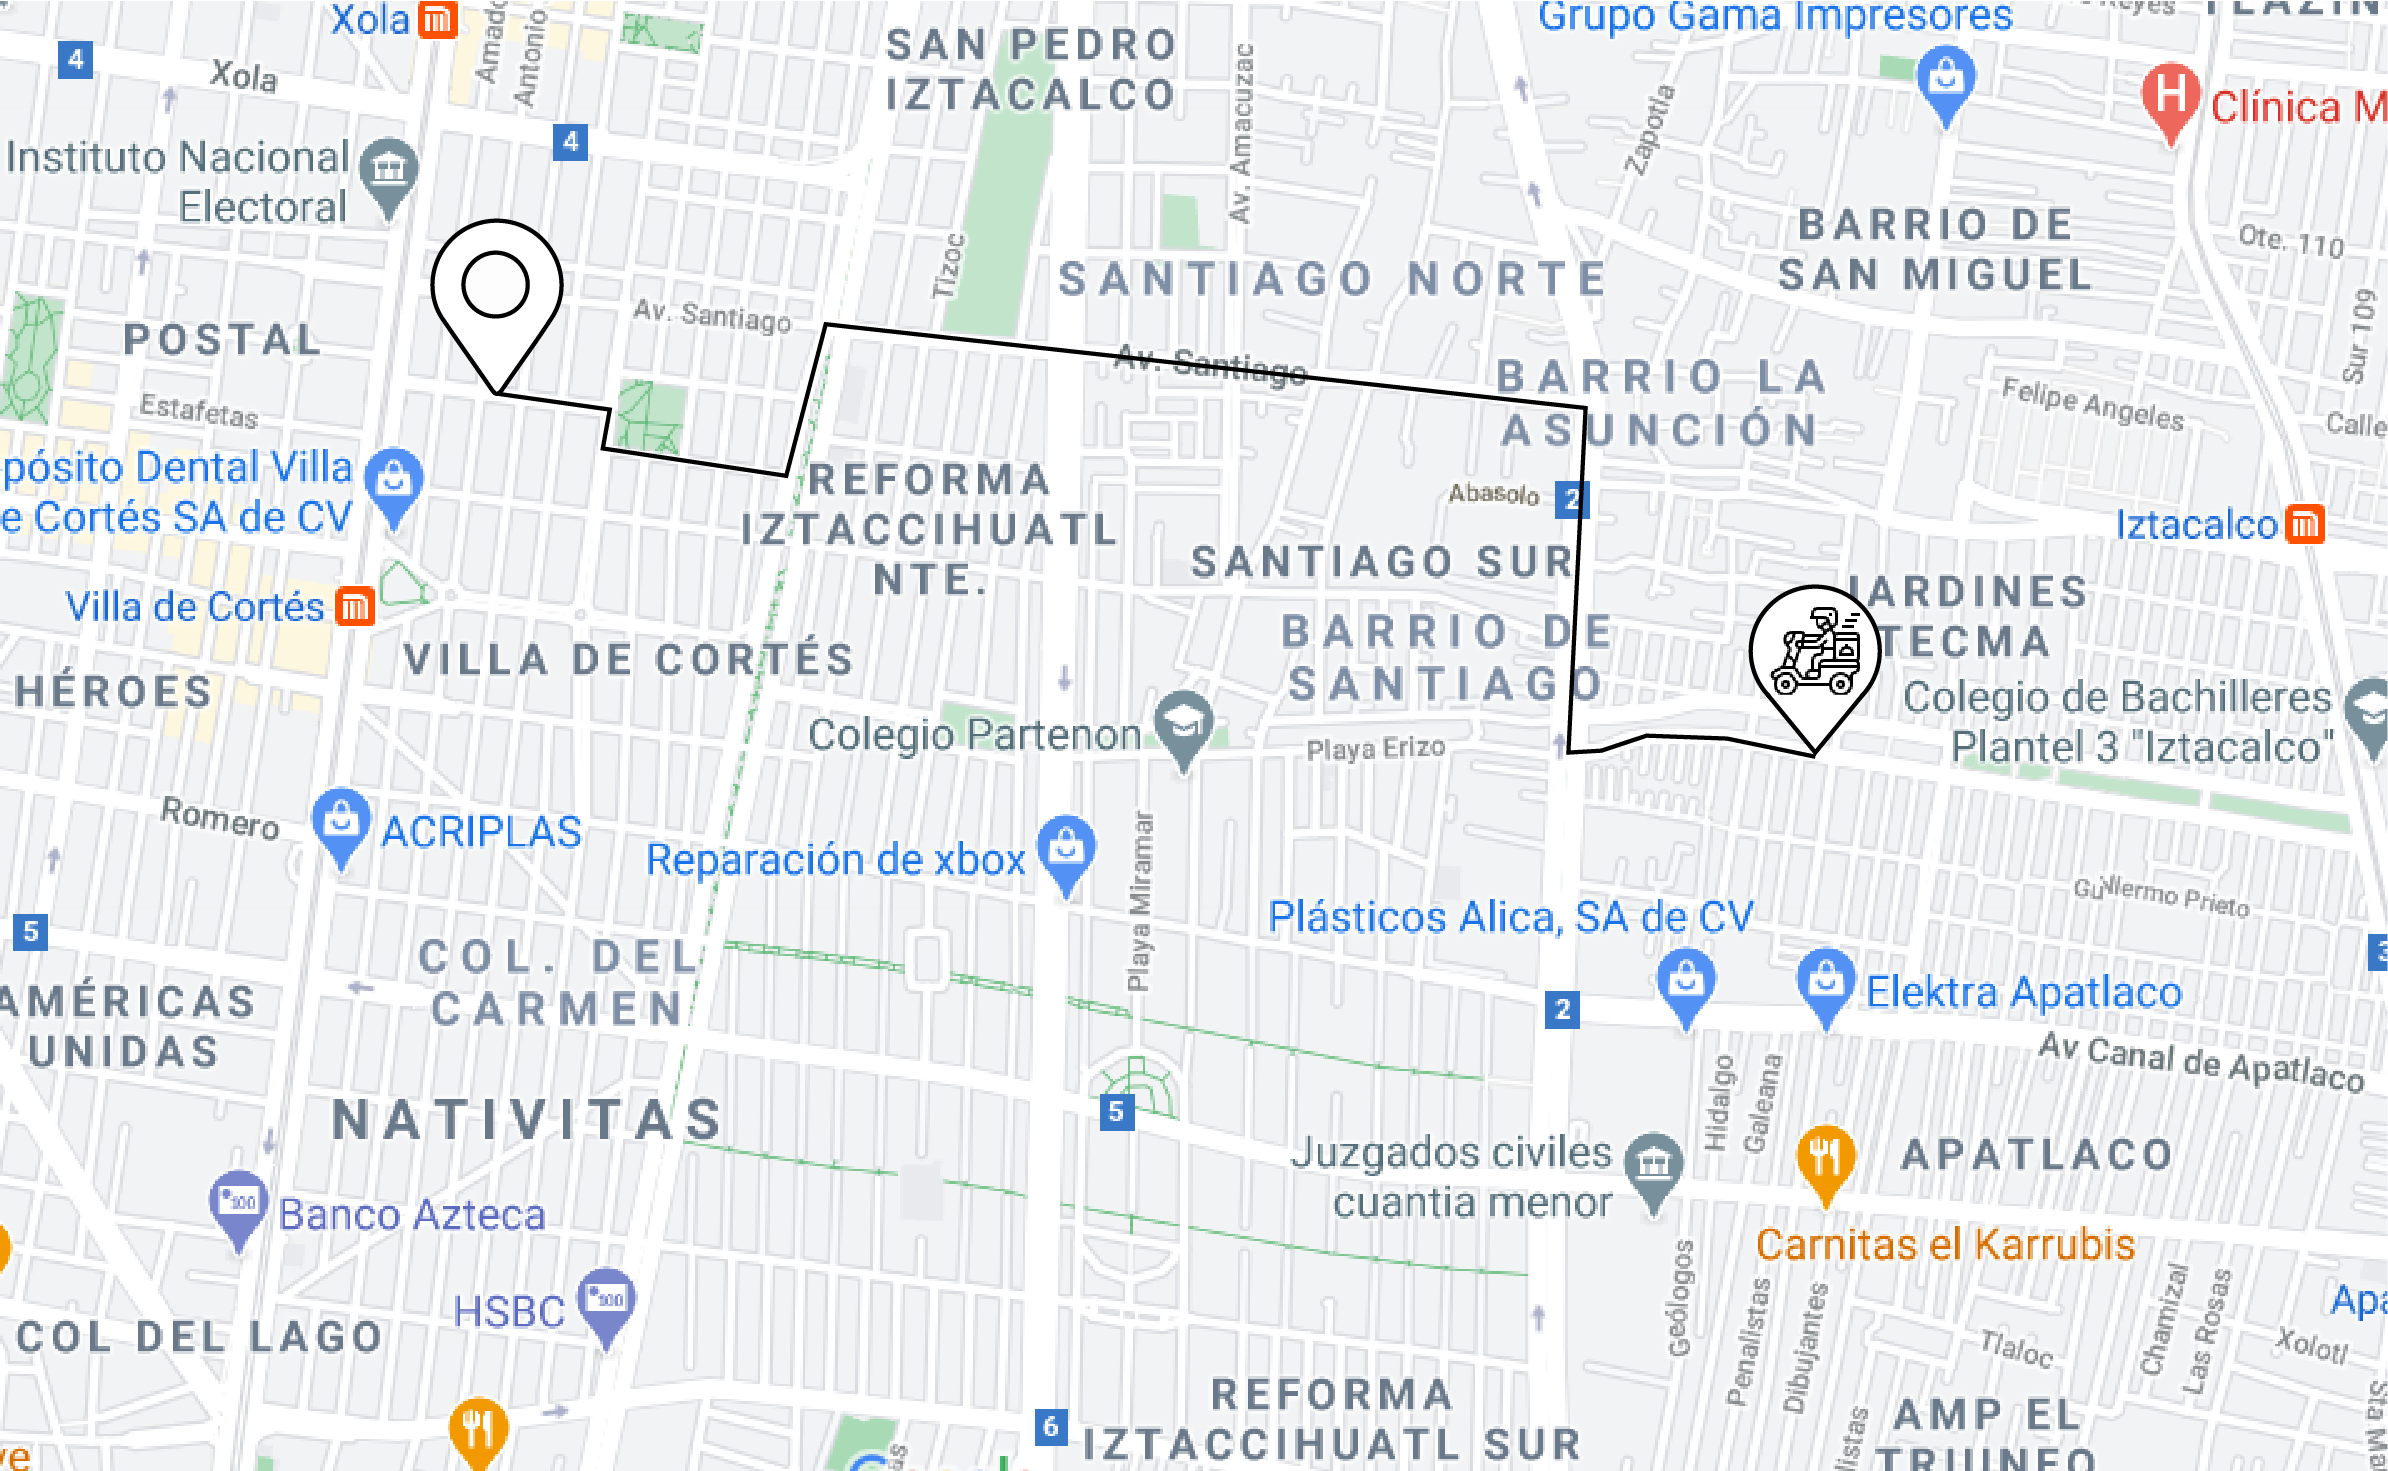 Xola
Amado
Antonio
SAN PEDRO
IZTACALCO
Av. Amacuzac
Grupo Gama Impresores
4
Xola
4
Zapotla
H
Clínica M
Instituto Nacional
Electoral
BARRIO DE
SAN MIGUEL
Ote. 110
Tizoc
SANTIAGO NORTE
Sur 109
Av. Santiago
POSTAL
Av. Santiago
BARRIO LA
ASUNCIÓN
Felipe Angeles
Calle
Estafetas
pósito Dental Villa
e Cortés SA de CV
REFORMA
IZTACCIHUATL
NTE.
Abasolo
2
Iztacalco
SANTIAGO SUR
JARDINES
TECMA
Villa de Cortés
BARRIO DE
SANTIAGO
VILLA DE CORTÉS
HÉROES
Colegio de Bachilleres
Plantel 3 "Iztacalco"
Colegio Partenon
Playa Erizo
Romero
ACRIPLAS
Reparación de xbox
Playa Miramar
Plásticos Alica, SA de CV
Guillermo Prieto
5
COL. DEL
CARMEN
3
AMÉRICAS
UNIDAS
2
Elektra Apatlaco
Av Canal de Apatlaco
Hidalgo
Galeana
NATIVITAS
5
Juzgados civiles
cuantia menor
APATLACO
Banco Azteca
Carnitas el Karrubis
Geólogos
Penalistas
Dibujantes
Chamizal
Las Rosas
HSBC
Apa
COL DEL LAGO
Tlaloc
Xolotl
REFORMA
IZTACCIHUATL SUR
6
AMP EL
TRIUNFO
listas
Sta Ma
ve